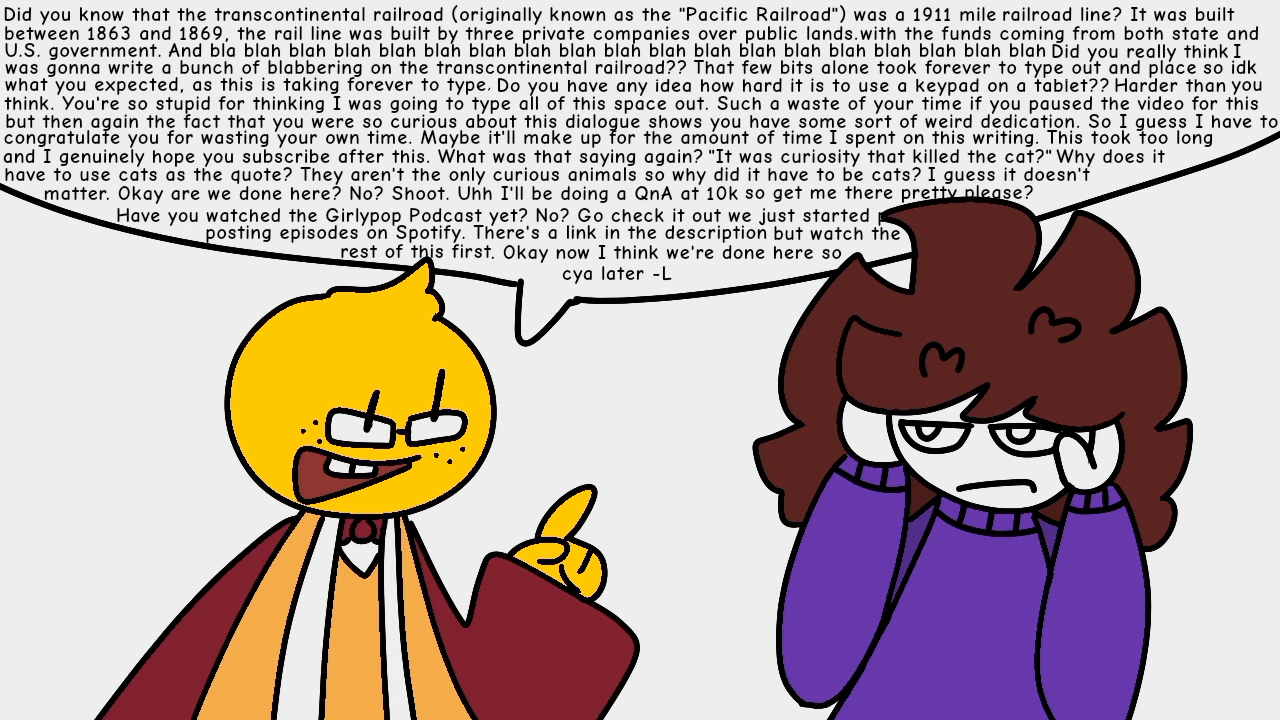 Did you know that the transcontinental railroad (originally known as the "Pacific Railroad") was a 1911 mile railroad line? It was built
between 1863 and 1869, the rail line was built by three private companies over public lands.with the funds coming from both state and
U.S. government. And bla blah blah blah blah blah blah blah blah blah blah blah blah blah blah blah blah blah blah blah Did you really think I
was gonna write a bunch of blabbering on the transcontinental railroad?? That few bits alone took forever to type out and place so idk
what you expected, as this is taking forever to type. Do you have any idea how hard it is to use a keypad on a tablet?? Harder than you
think. You're so stupid for thinking I was going to type all of this space out. Such a waste of your time if you paused the video for this
but then again the fact that you were so curious about this dialogue shows you have some sort of weird dedication. So I guess I have to
congratulate you for wasting your own time. Maybe it'll make up for the amount of time I spent on this writing. This took too long
and I genuinely hope you subscribe after this. What was that saying again? "It was curiosity that killed the cat?" Why does it
have to use cats as the quote? They aren't the only curious animals so why did it have to be cats? I guess it doesn't
matter. Okay are we done here? No? Shoot. Uhh I'll be doing a QnA at 10k so get me there pretty please?
Have you watched the Girlypop Podcast yet? No? Go check it out we just started
posting episodes on Spotify. There's a link in the description but watch the
rest of this first. Okay now I think we're done here so
cya later -L